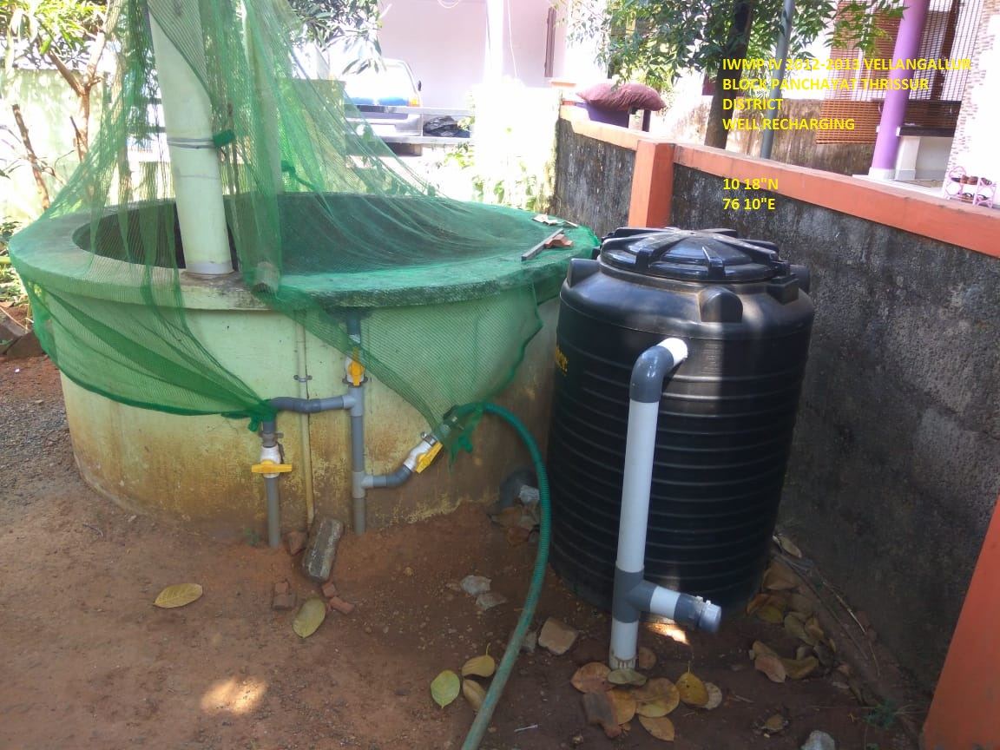 IWMP IV 2012-2013 VELLANGALLUR
BLOCK PANCHAYAT THRISSUR
DISTRICT
WELL RECHARGING
10 18"N
76 10"E